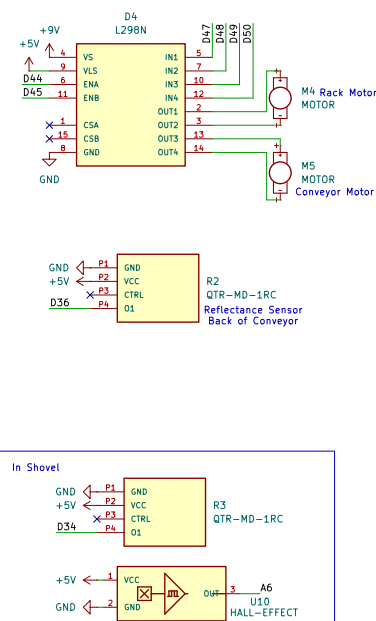 D4
L298N
+9V
+5V
D47
D48
D49
D50
4 VS IN1 5
9 VLS IN2 7
D44 6 ENA IN3 10
D45 11 ENB IN4 12
OUT1 2
1 CSA OUT2 3
15 CSB OUT3 13
8 GND OUT4 14
GND
+
M4 Rack Motor
MOTOR
-
+
M5
MOTOR
Conveyor Motor
-
GND P1 GND
+5V P2 VCC R2
P3 CTRL QTR-MD-1RC
D36 P4 O1 Reflectance Sensor
Back of Conveyor
In Shovel
GND P1 GND
+5V P2 VCC R3
P3 CTRL QTR-MD-1RC
D34 P4 O1
+5V 1 VCC
OUT 3 A6
GND 2 GND U10
HALL-EFFECT